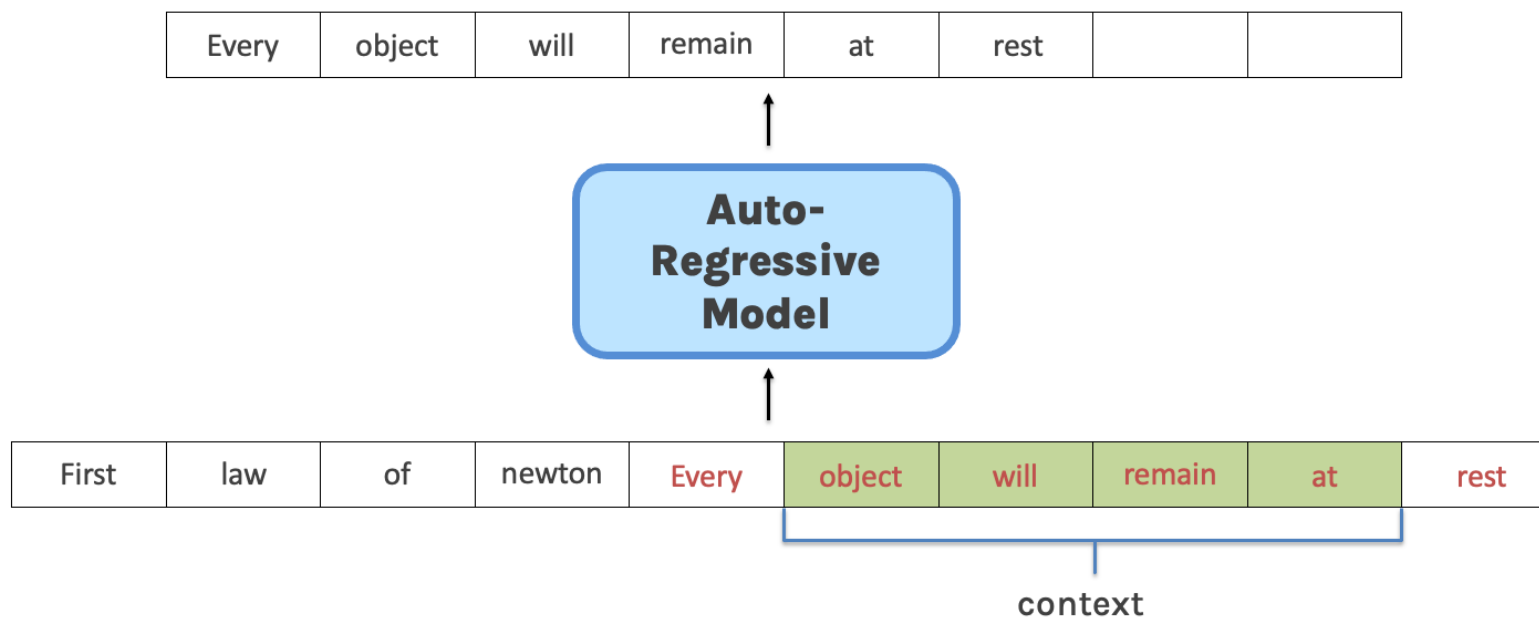 Every object will remain at rest
Auto-
Regressive
Model
First law of newton Every object will remain at rest
context